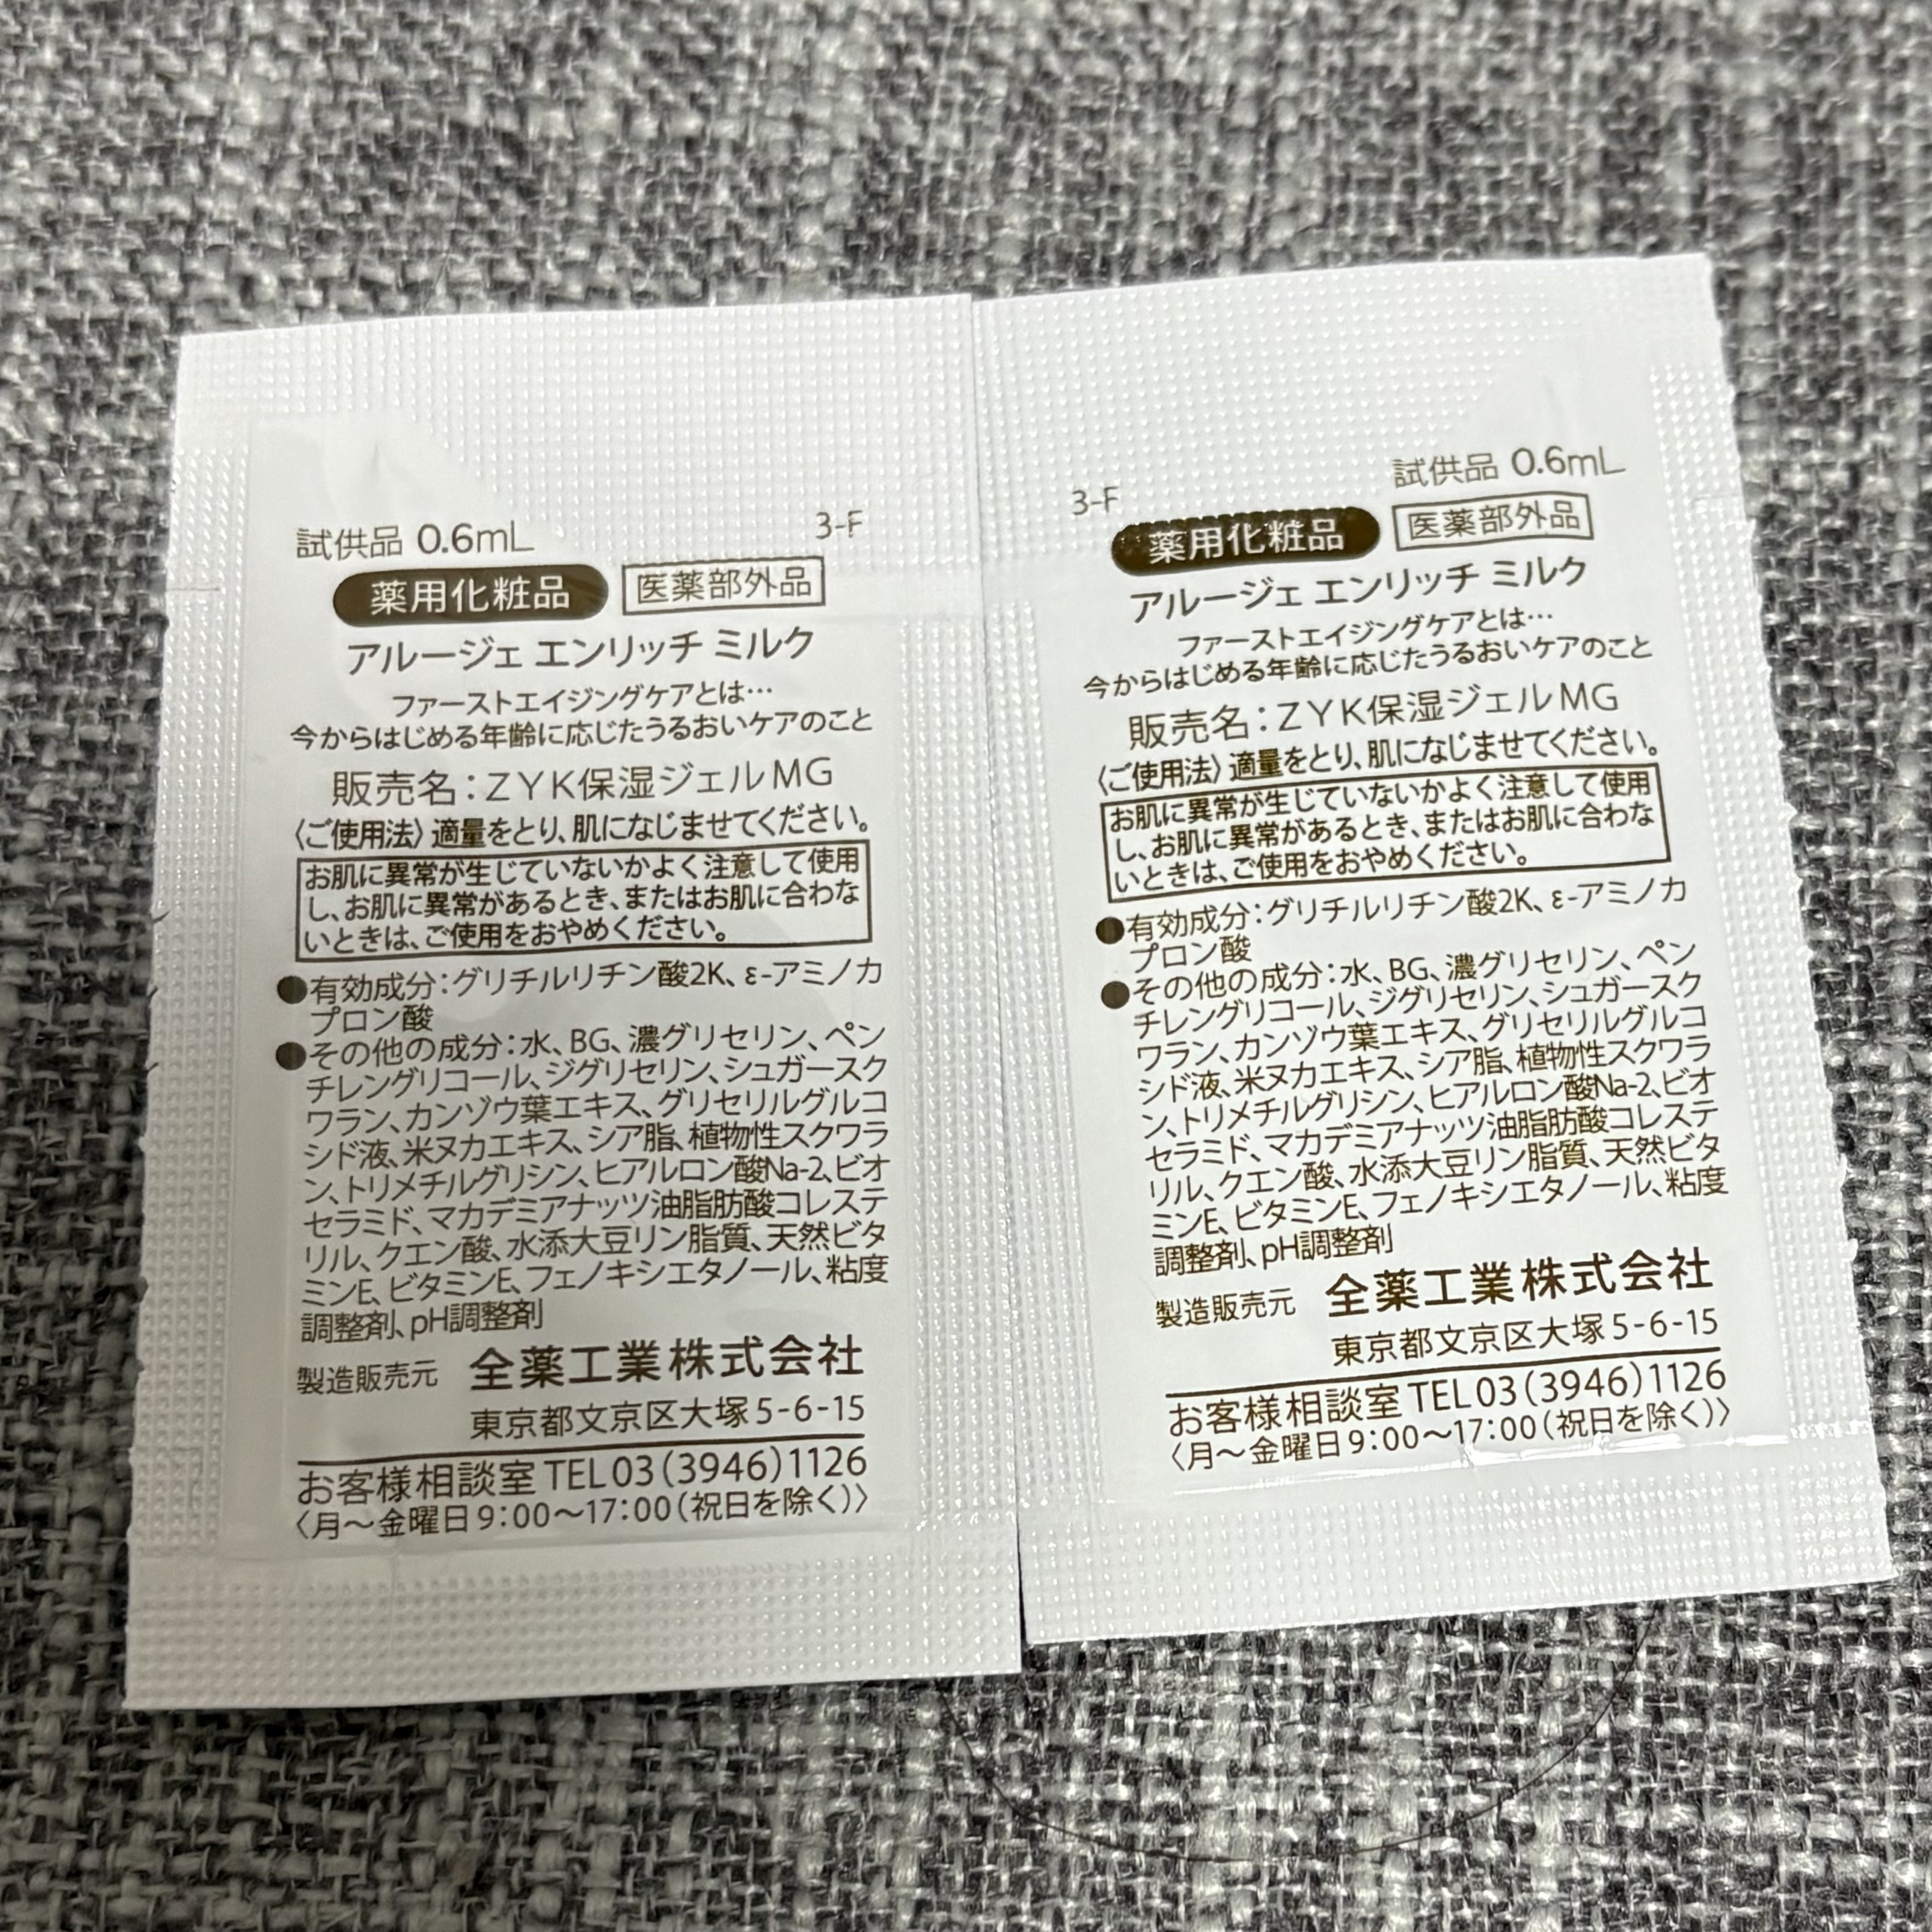 試供品 0.6mL
3-F
薬用化粧品 医薬部外品
アルージェ エンリッチ ミルク
ファーストエイジングケアとは…
今からはじめる年齢に応じたうるおいケアのこと
販売名:ZYK保湿ジェルMG
〈ご使用法〉適量をとり、肌になじませてください。
お肌に異常が生じていないかよく注意して使用
し、お肌に異常があるとき、またはお肌に合わな
いときは、ご使用をおやめください。
●有効成分:グリチルリチン酸2K、ε-アミノカ
プロン酸
●その他の成分:水、BG、濃グリセリン、ペン
チレングリコール、ジグリセリン、シュガースク
ワラン、カンゾウ葉エキス、グリセリルグルコ
シド液、米ヌカエキス、シア脂、植物性スクワラ
ン、トリメチルグリシン、ヒアルロン酸Na-2、ビオ
セラミド、マカデミアナッツ油脂肪酸コレステ
リル、クエン酸、水添大豆リン脂質、天然ビタ
ミンE、ビタミンE、フェノキシエタノール、粘度
調整剤、pH調整剤
製造販売元 全薬工業株式会社
東京都文京区大塚5-6-15
お客様相談室 TEL03(3946)1126
〈月〜金曜日9:00〜17:00(祝日を除く)〉
試供品 0.6mL
3-F
薬用化粧品 医薬部外品
アルージェ エンリッチ ミルク
ファーストエイジングケアとは…
今からはじめる年齢に応じたうるおいケアのこと
販売名:ZYK保湿ジェルMG
〈ご使用法〉適量をとり、肌になじませてください。
お肌に異常が生じていないかよく注意して使用
し、お肌に異常があるとき、またはお肌に合わな
いときは、ご使用をおやめください。
●有効成分:グリチルリチン酸2K、ε-アミノカ
プロン酸
●その他の成分:水、BG、濃グリセリン、ペン
チレングリコール、ジグリセリン、シュガースク
ワラン、カンゾウ葉エキス、グリセリルグルコ
シド液、米ヌカエキス、シア脂、植物性スクワラ
ン、トリメチルグリシン、ヒアルロン酸Na-2、ビオ
セラミド、マカデミアナッツ油脂肪酸コレステ
リル、クエン酸、水添大豆リン脂質、天然ビタ
ミンE、ビタミンE、フェノキシエタノール、粘度
調整剤、pH調整剤
製造販売元 全薬工業株式会社
東京都文京区大塚5-6-15
お客様相談室 TEL03(3946)1126
〈月〜金曜日9:00〜17:00(祝日を除く)〉